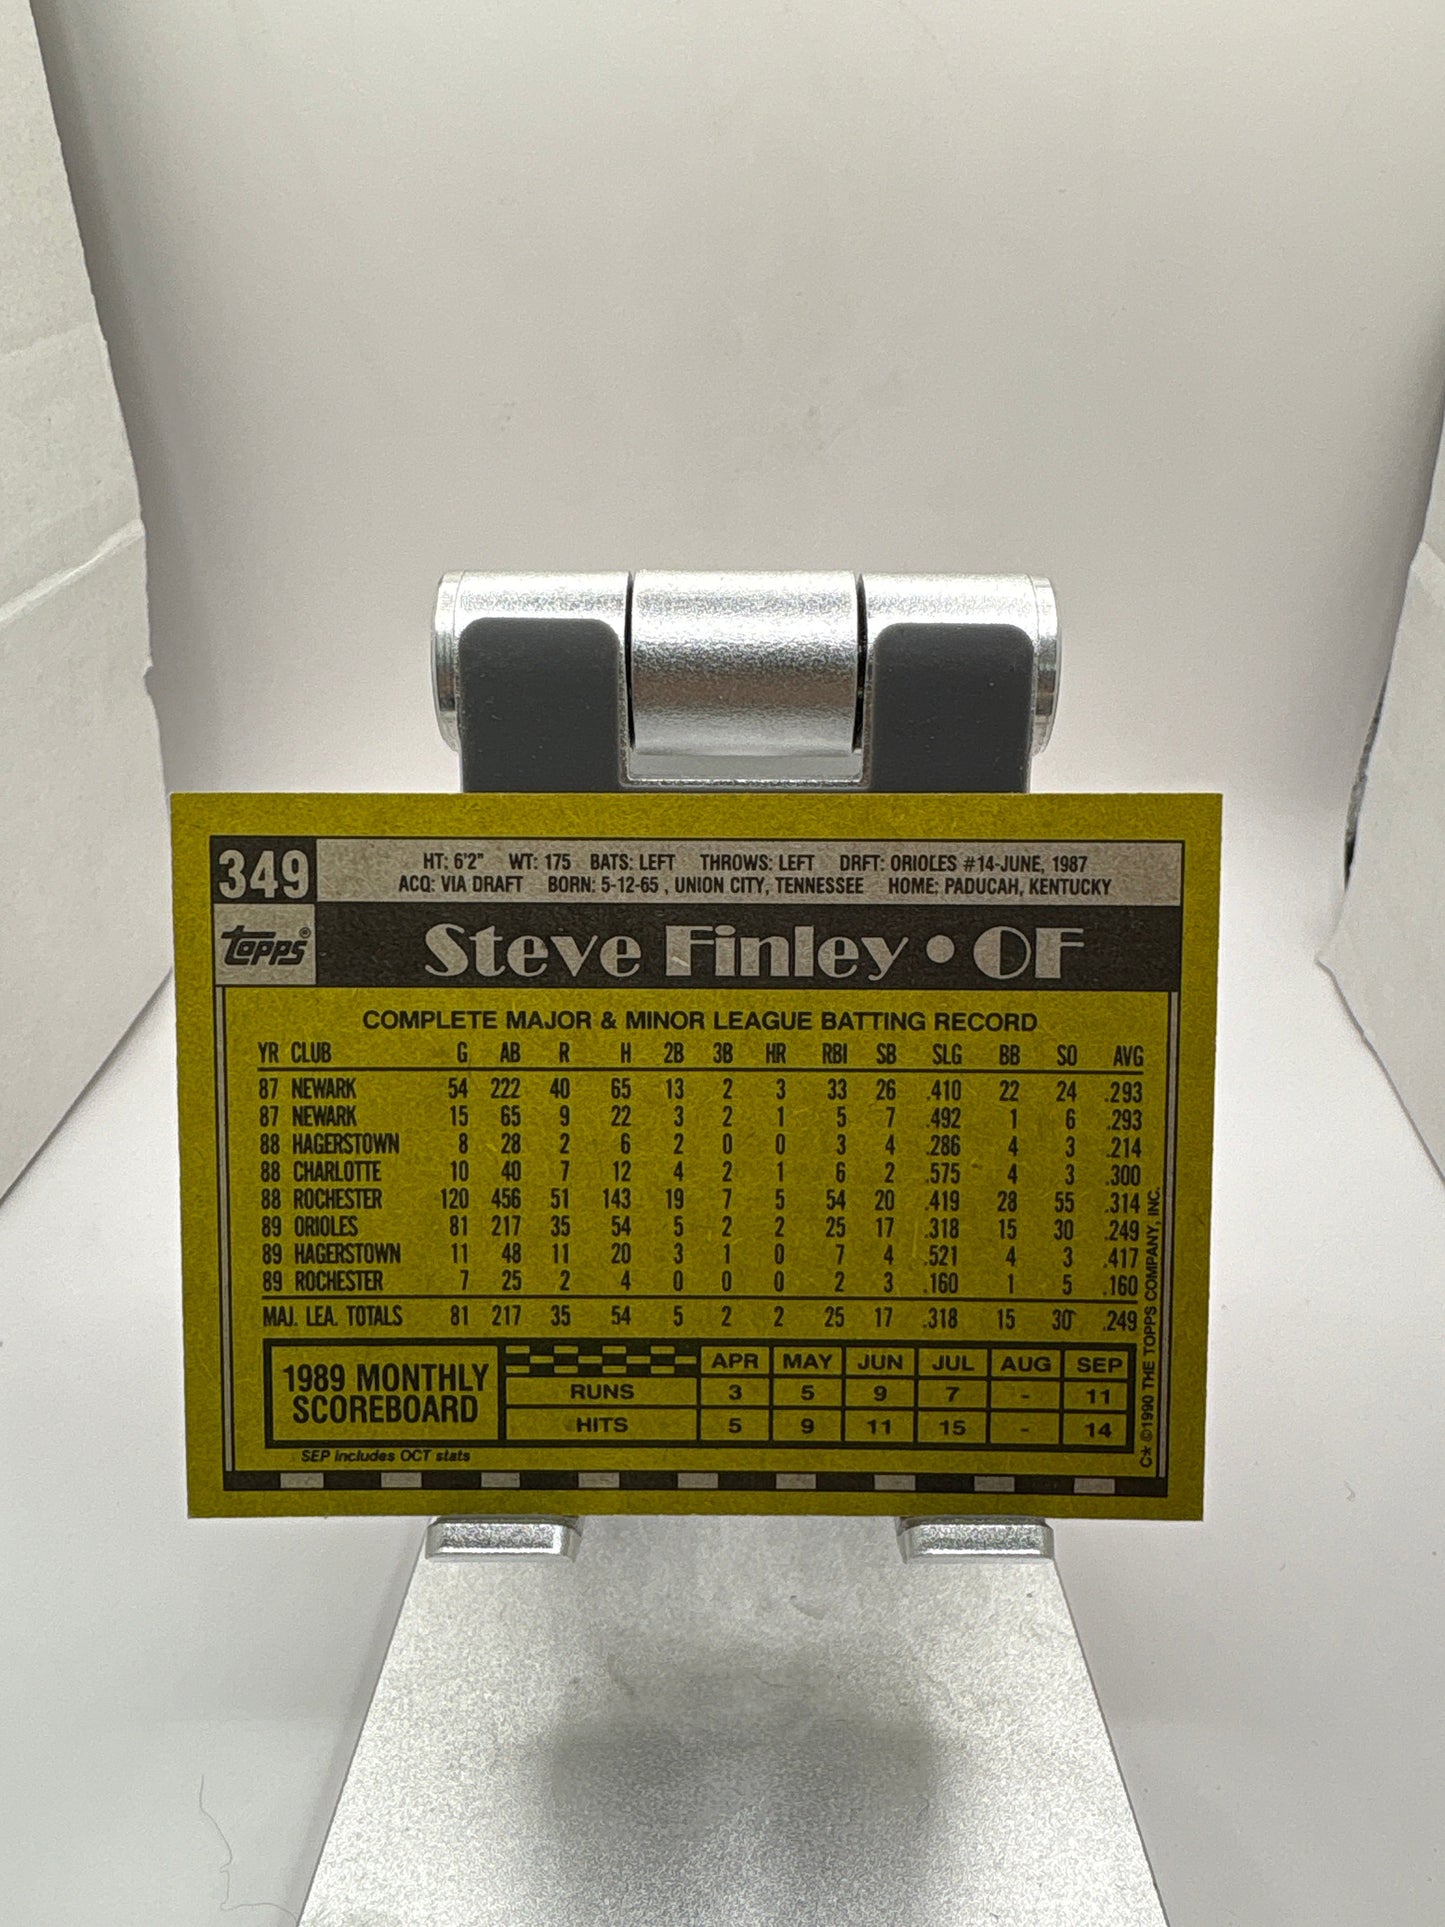 349
HT: 6'2" WT: 175 BATS: LEFT THROWS: LEFT DRFT: ORIOLES #14-JUNE, 1987
ACQ: VIA DRAFT BORN: 5-12-65, UNION CITY, TENNESSEE HOME: PADUCAH, KENTUCKY
Topps®
Steve Finley • OF
COMPLETE MAJOR & MINOR LEAGUE BATTING RECORD
YR CLUB G AB R H 2B 3B HR RBI SB SLG BB SO AVG
87 NEWARK 54 222 40 65 13 2 3 33 26 .410 22 24 .293
87 NEWARK 15 65 9 22 3 2 1 5 7 .492 1 6 .293
88 HAGERSTOWN 8 28 2 6 2 0 0 3 4 .286 4 3 .214
88 CHARLOTTE 10 40 7 12 4 2 1 6 2 .575 4 3 .300
88 ROCHESTER 120 456 51 143 19 7 5 54 20 .419 28 55 .314
89 ORIOLES 81 217 35 54 5 2 2 25 17 .318 15 30 .249
89 HAGERSTOWN 11 48 11 20 3 1 0 7 4 .521 4 3 .417
89 ROCHESTER 7 25 2 4 0 0 0 2 3 .160 1 5 .160
MAJ. LEA. TOTALS 81 217 35 54 5 2 2 25 17 .318 15 30 .249
1989 MONTHLY SCOREBOARD
APR MAY JUN JUL AUG SEP
RUNS 3 5 9 7 - 11
HITS 5 9 11 15 - 14
SEP includes OCT stats
C* ©1990 THE TOPPS COMPANY, INC.